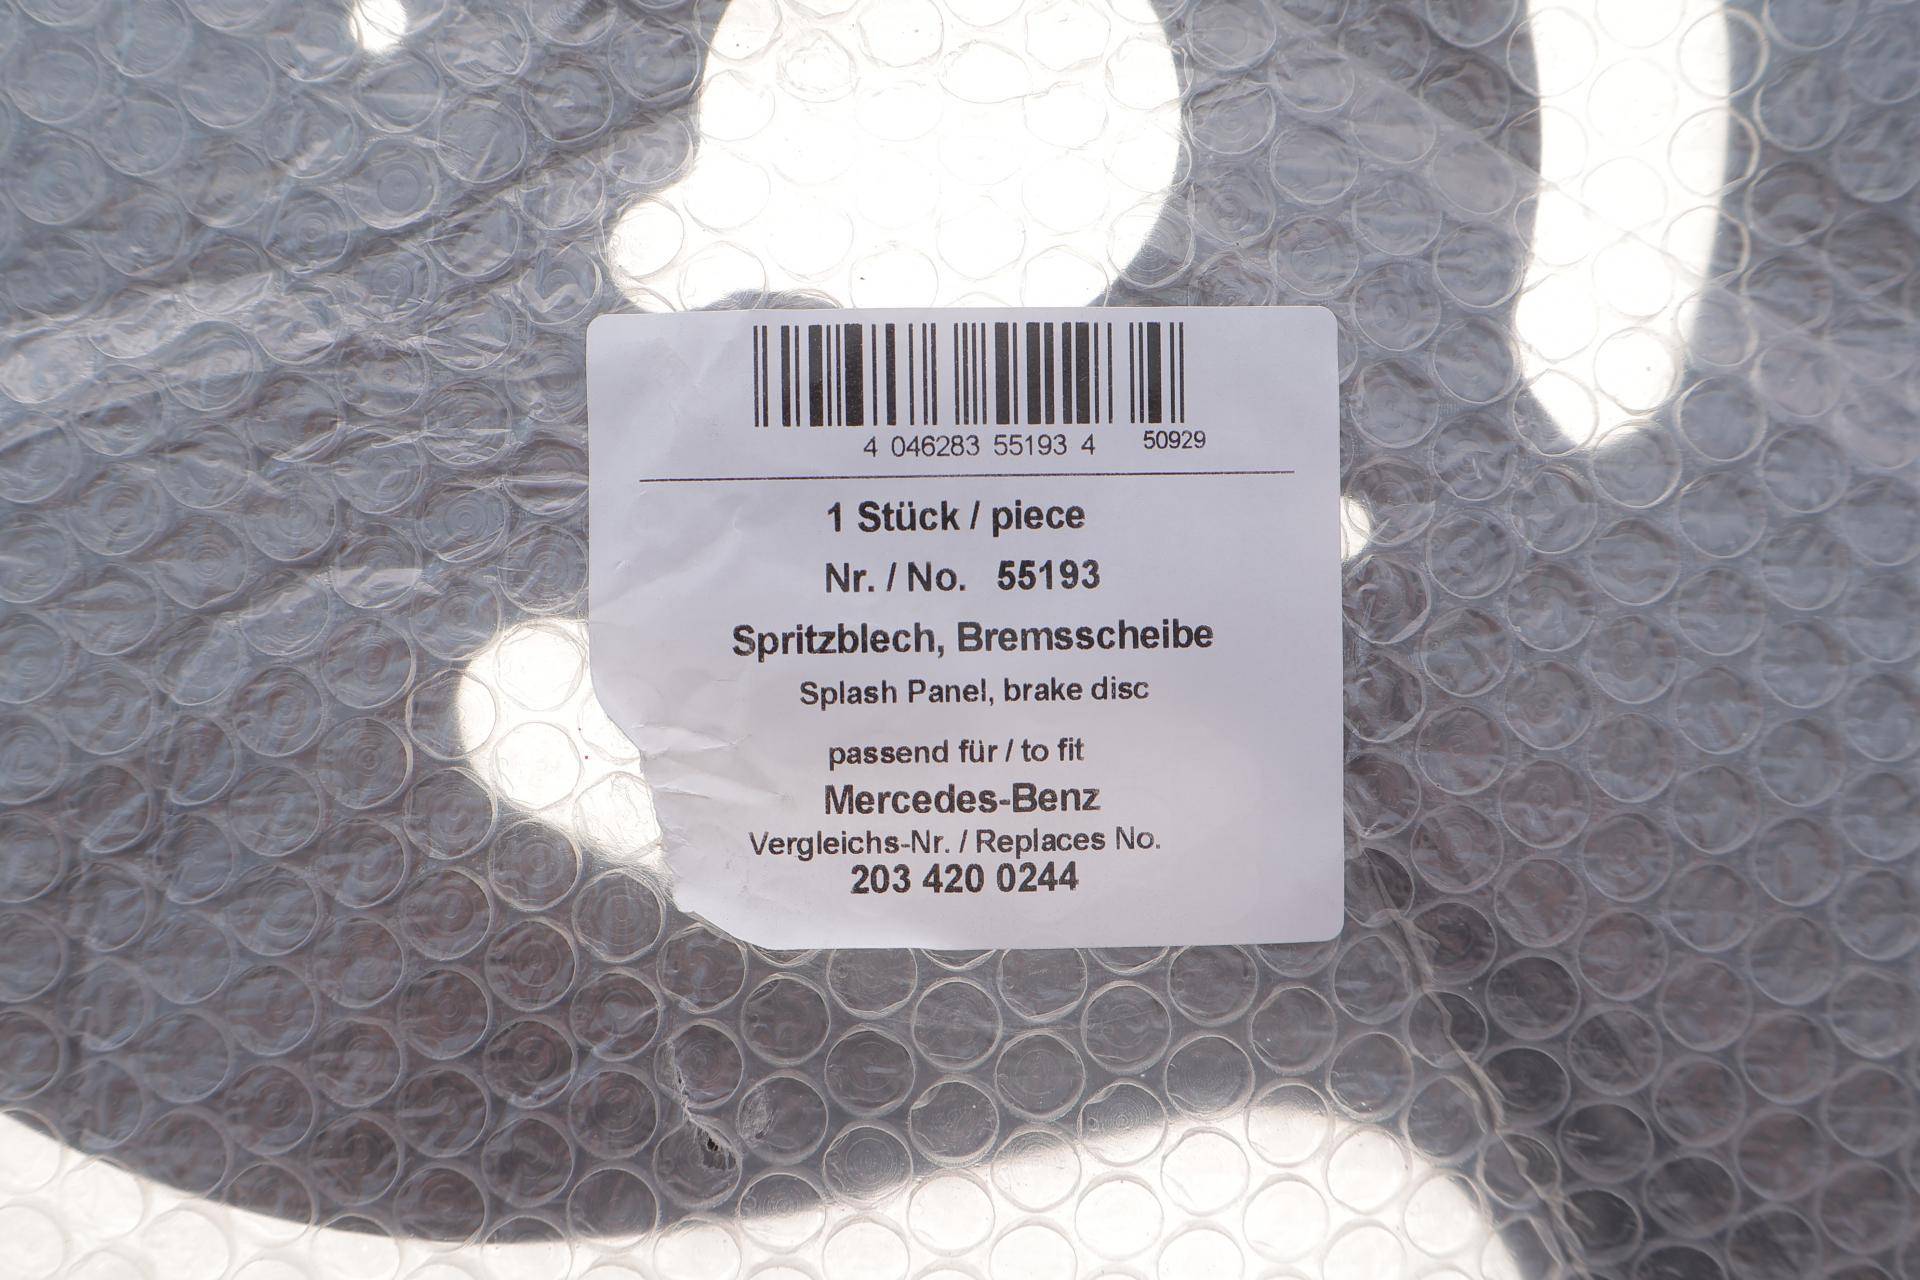 4 046283 55193 4 50929
1 Stück / piece
Nr. / No. 55193
Spritzblech, Bremsscheibe
Splash Panel, brake disc
passend für / to fit
Mercedes-Benz
Vergleichs-Nr. / Replaces No.
203 420 0244